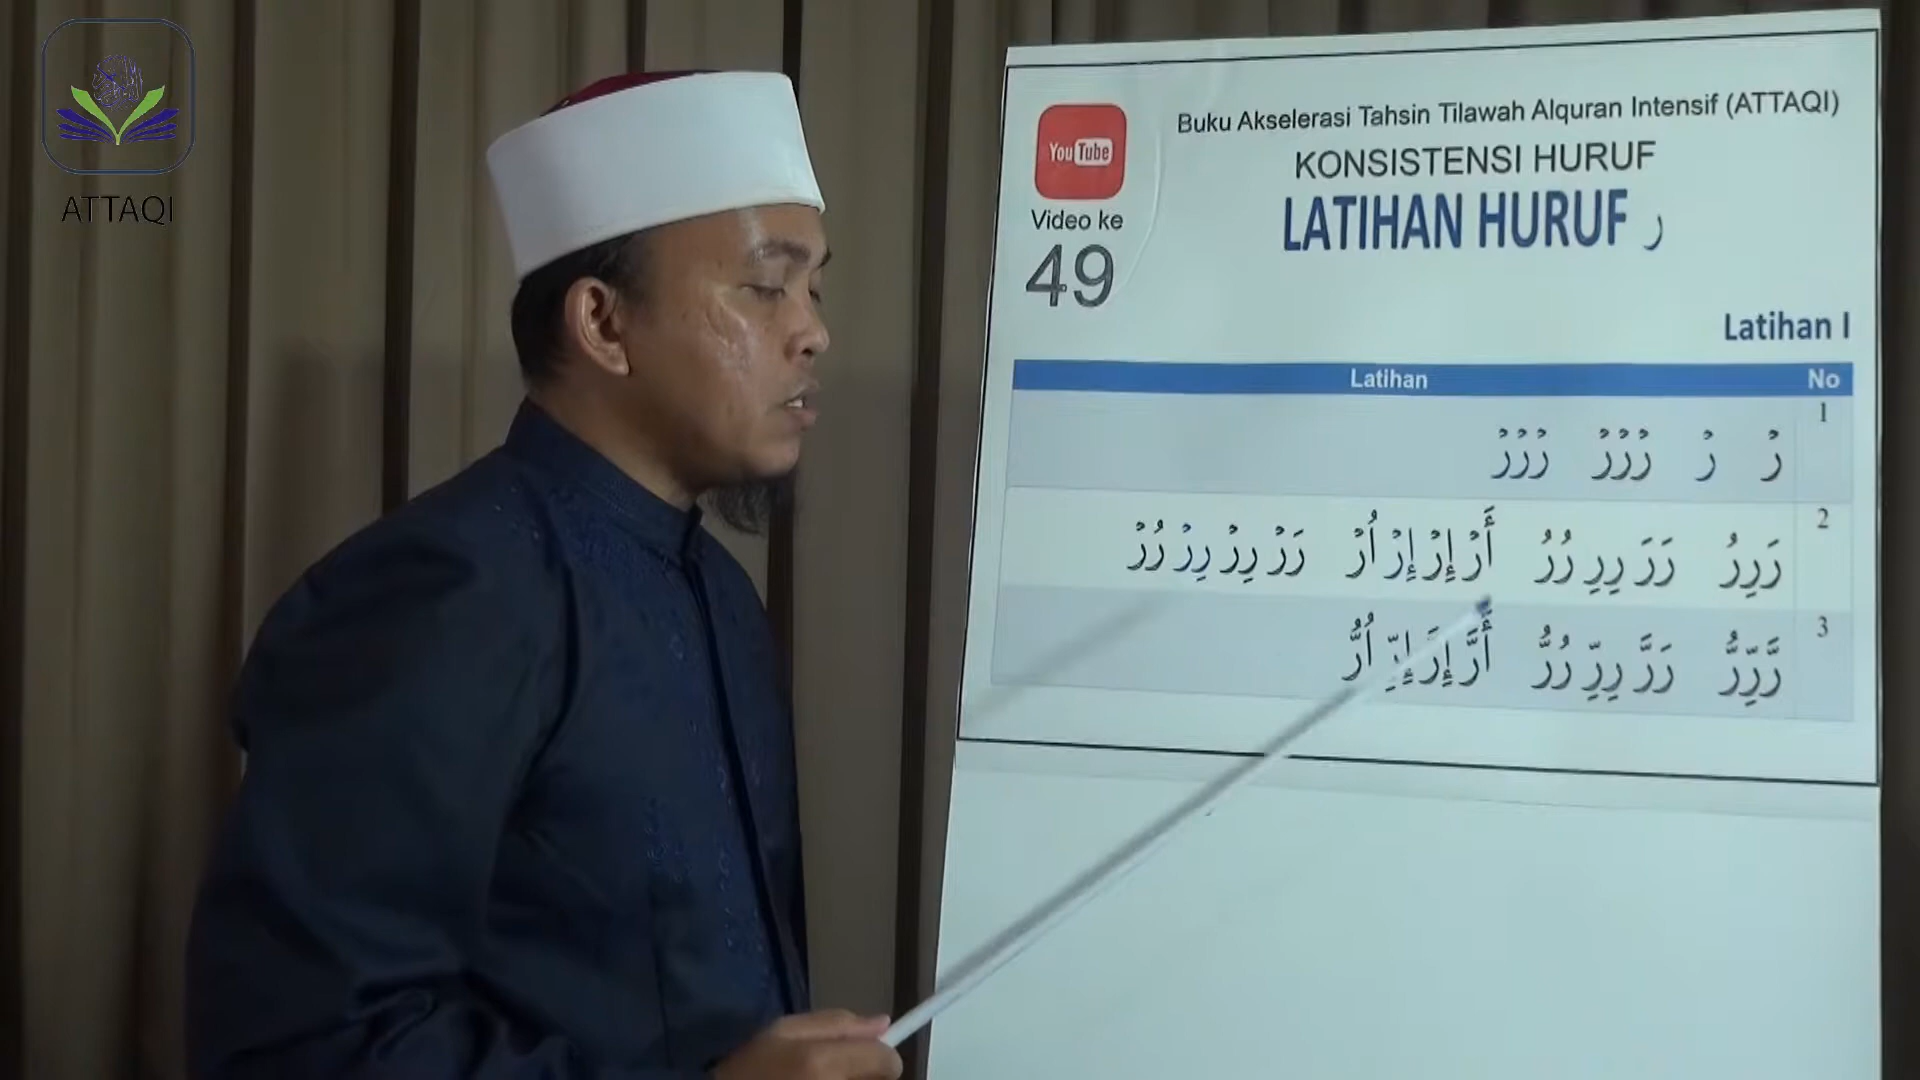 ATTAQI
Buku Akselerasi Tahsin Tilawah Alquran Intensif (ATTAQI)
KONSISTENSI HURUF
LATIHAN HURUF ر
YouTube
Video ke
49
Latihan I
Latihan No
1
رْ رْ رْرْرْ رْرْرْ
2
رَرِرُ رَرَ رِرِ رُرُ أَرْ إِرْ إِرْ أُرْ رَرْ رِرْ رِرْ رُرْ
3
رَّرِّرُّ رَرَّ رِرِّ رُرُّ